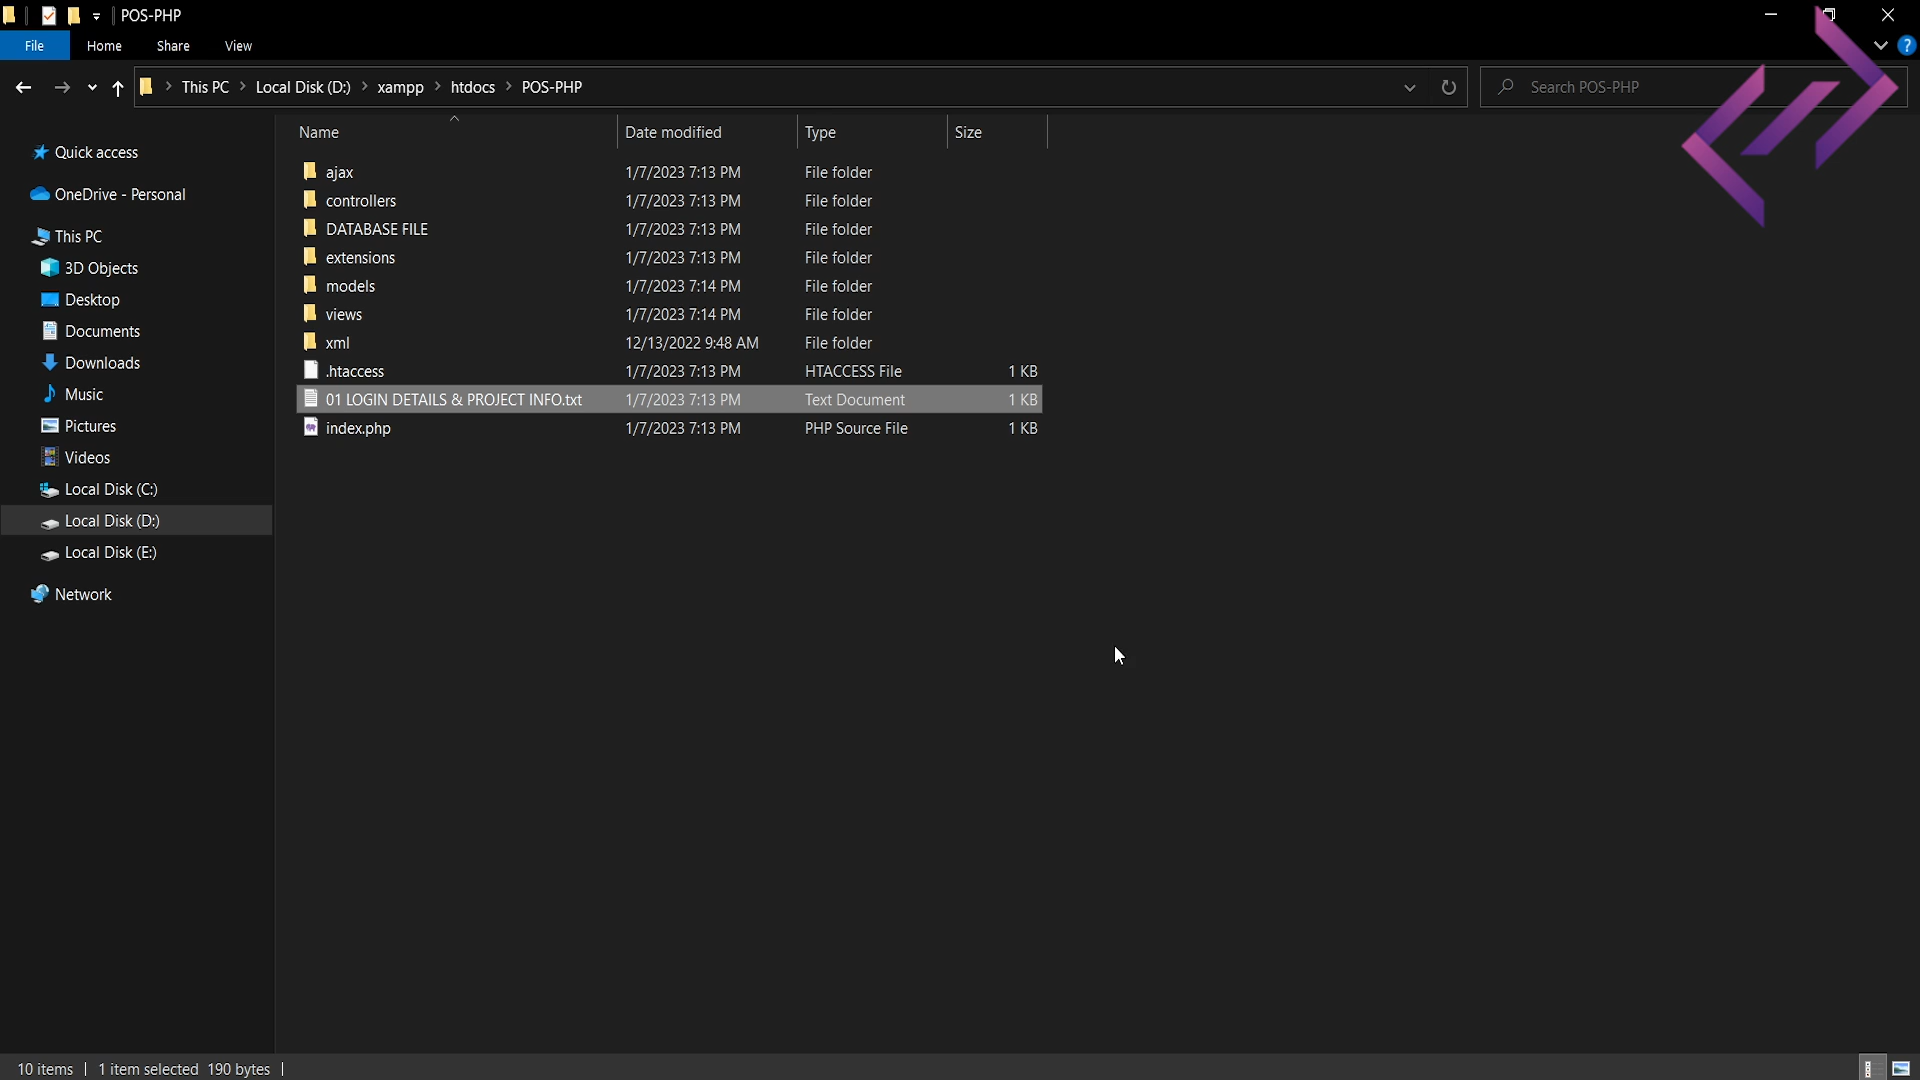 POS-PHP
File Home Share View
This PC Local Disk (D:) xampp htdocs POS-PHP Search POS-PHP
Name Date modified Type Size
Quick access
OneDrive - Personal
This PC
3D Objects
Desktop
Documents
Downloads
Music
Pictures
Videos
Local Disk (C:)
Local Disk (D:)
Local Disk (E:)
Network
ajax 1/7/2023 7:13 PM File folder
controllers 1/7/2023 7:13 PM File folder
DATABASE FILE 1/7/2023 7:13 PM File folder
extensions 1/7/2023 7:13 PM File folder
models 1/7/2023 7:14 PM File folder
views 1/7/2023 7:14 PM File folder
xml 12/13/2022 9:48 AM File folder
.htaccess 1/7/2023 7:13 PM HTACCESS File 1 KB
01 LOGIN DETAILS & PROJECT INFO.txt 1/7/2023 7:13 PM Text Document 1 KB
index.php 1/7/2023 7:13 PM PHP Source File 1 KB
10 items 1 item selected 190 bytes